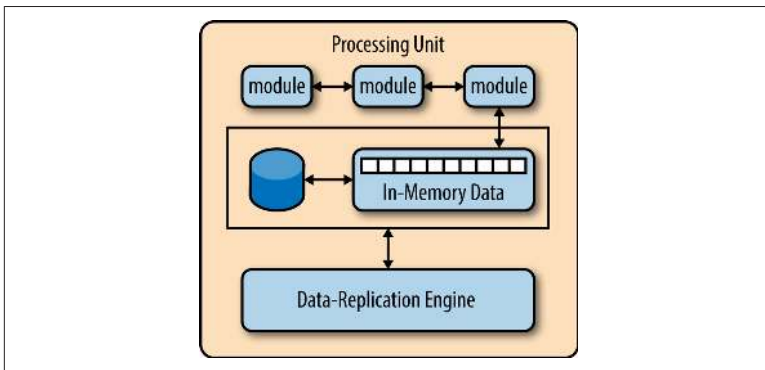 Processing Unit
module
module
module
In-Memory Data
Data-Replication Engine